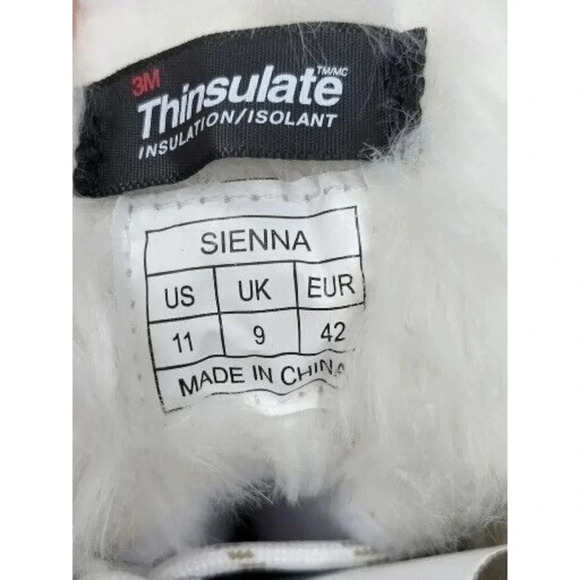 3M
Thinsulate TM/MC
INSULATION/ISOLANT
SIENNA
US UK EUR
11 9 42
MADE IN CHINA